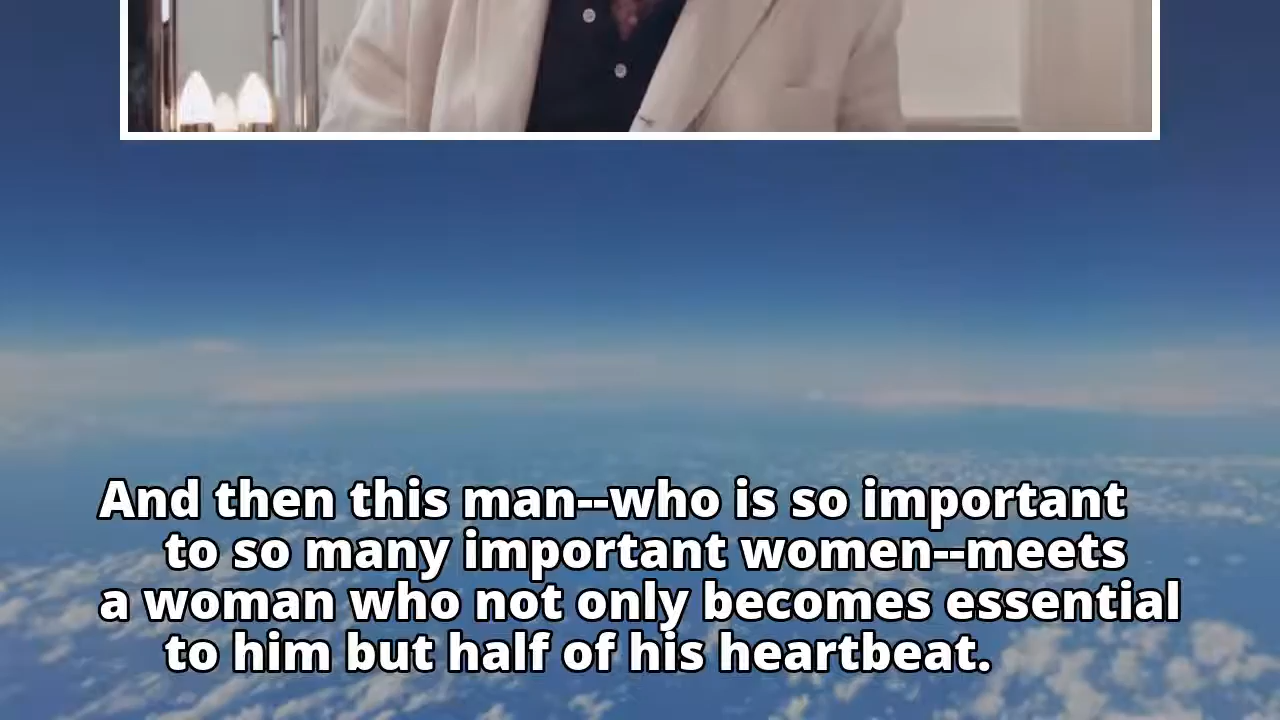 And then this man--who is so important
to so many important women--meets
a woman who not only becomes essential
to him but half of his heartbeat.